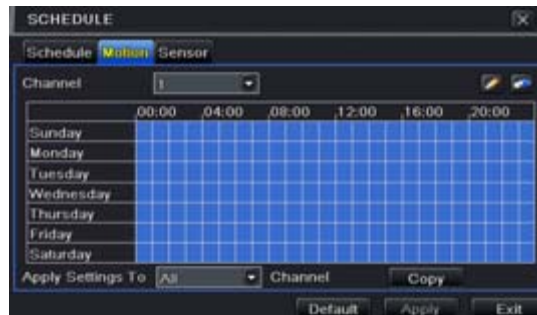 SCHEDULE
Schedule Motion Sensor
Channel 1
00:00 04:00 08:00 12:00 16:00 20:00
Sunday
Monday
Tuesday
Wednesday
Thursday
Friday
Saturday
Apply Settings To All Channel Copy
Default Apply Exit